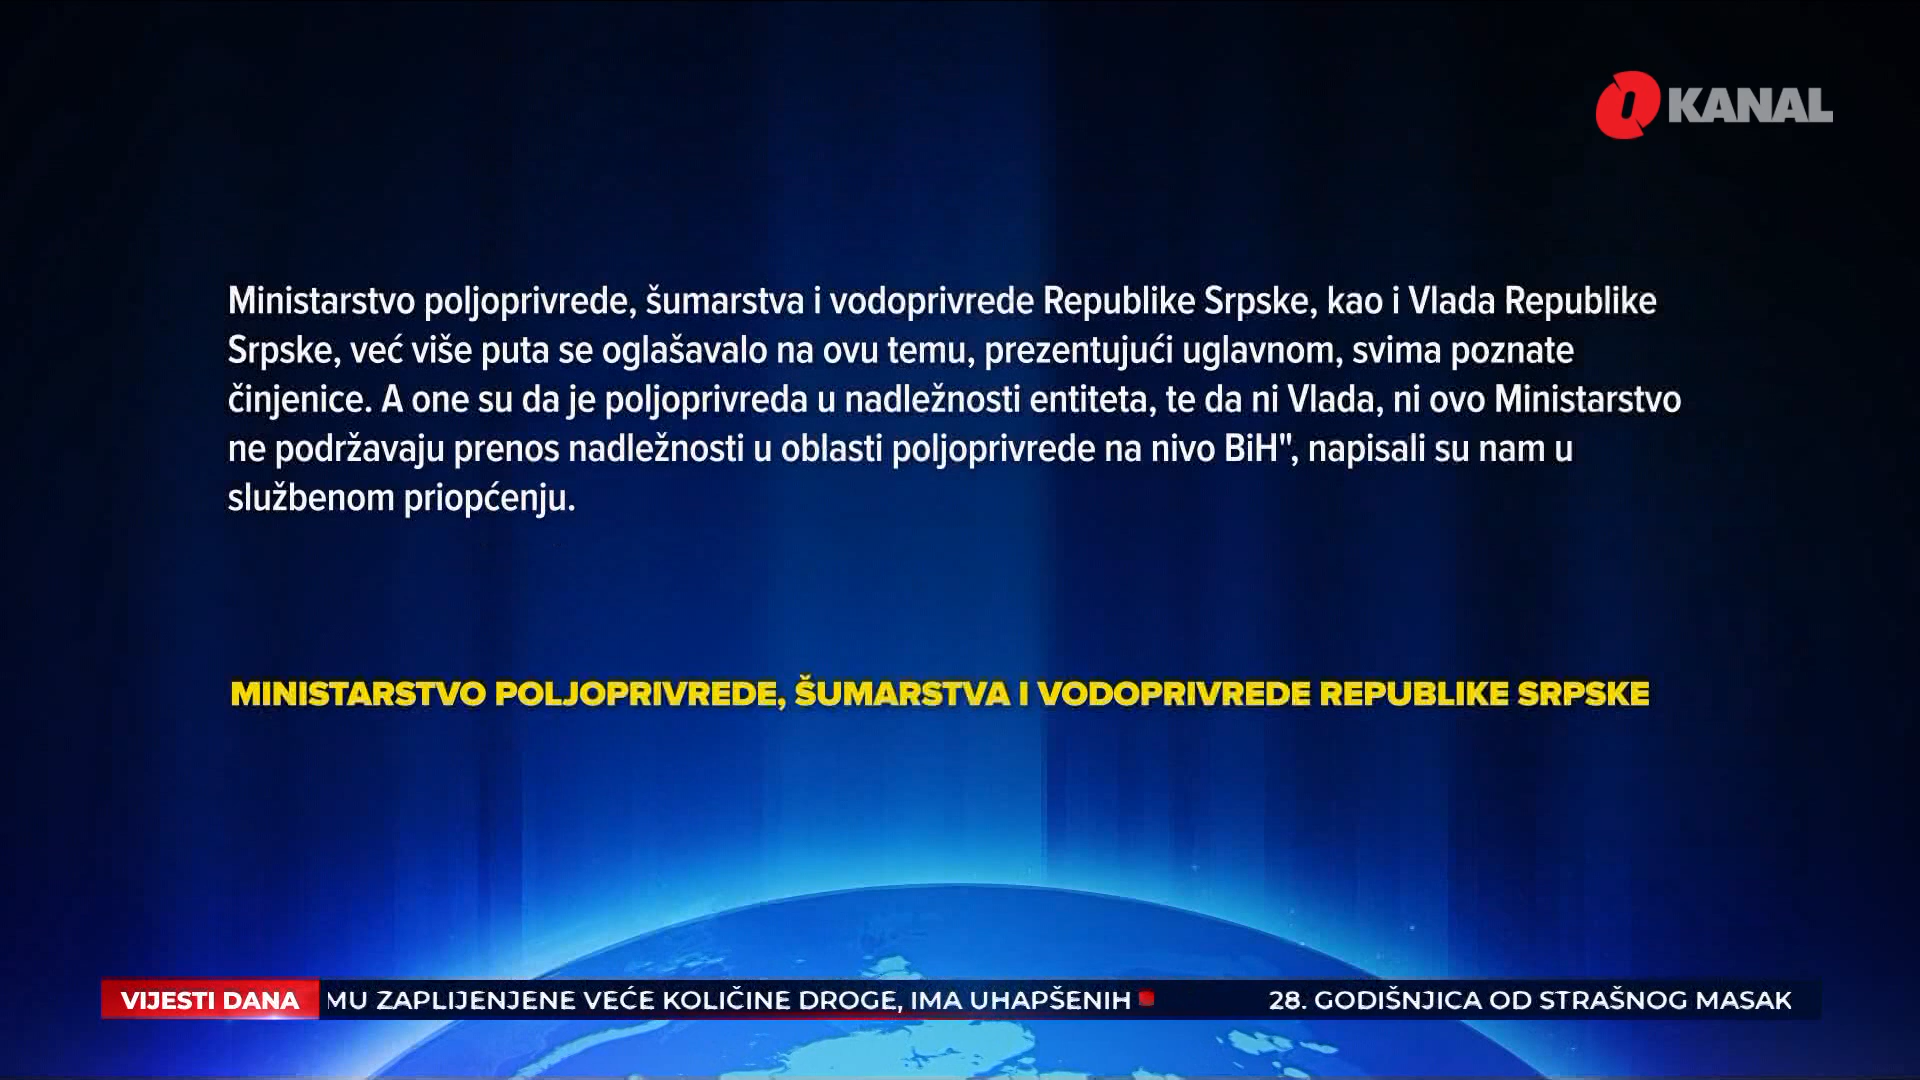 O KANAL
Ministarstvo poljoprivrede, šumarstva i vodoprivrede Republike Srpske, kao i Vlada Republike
Srpske, već više puta se oglašavalo na ovu temu, prezentujući uglavnom, svima poznate
činjenice. A one su da je poljoprivreda u nadležnosti entiteta, te da ni Vlada, ni ovo Ministarstvo
ne podržavaju prenos nadležnosti u oblasti poljoprivrede na nivo BiH", napisali su nam u
službenom priopćenju.
MINISTARSTVO POLJOPRIVREDE, ŠUMARSTVA I VODOPRIVREDE REPUBLIKE SRPSKE
VIJESTI DANA MU ZAPLIJENJENE VEĆE KOLIČINE DROGE, IMA UHAPŠENIH 28. GODIŠNJICA OD STRAŠNOG MASAK